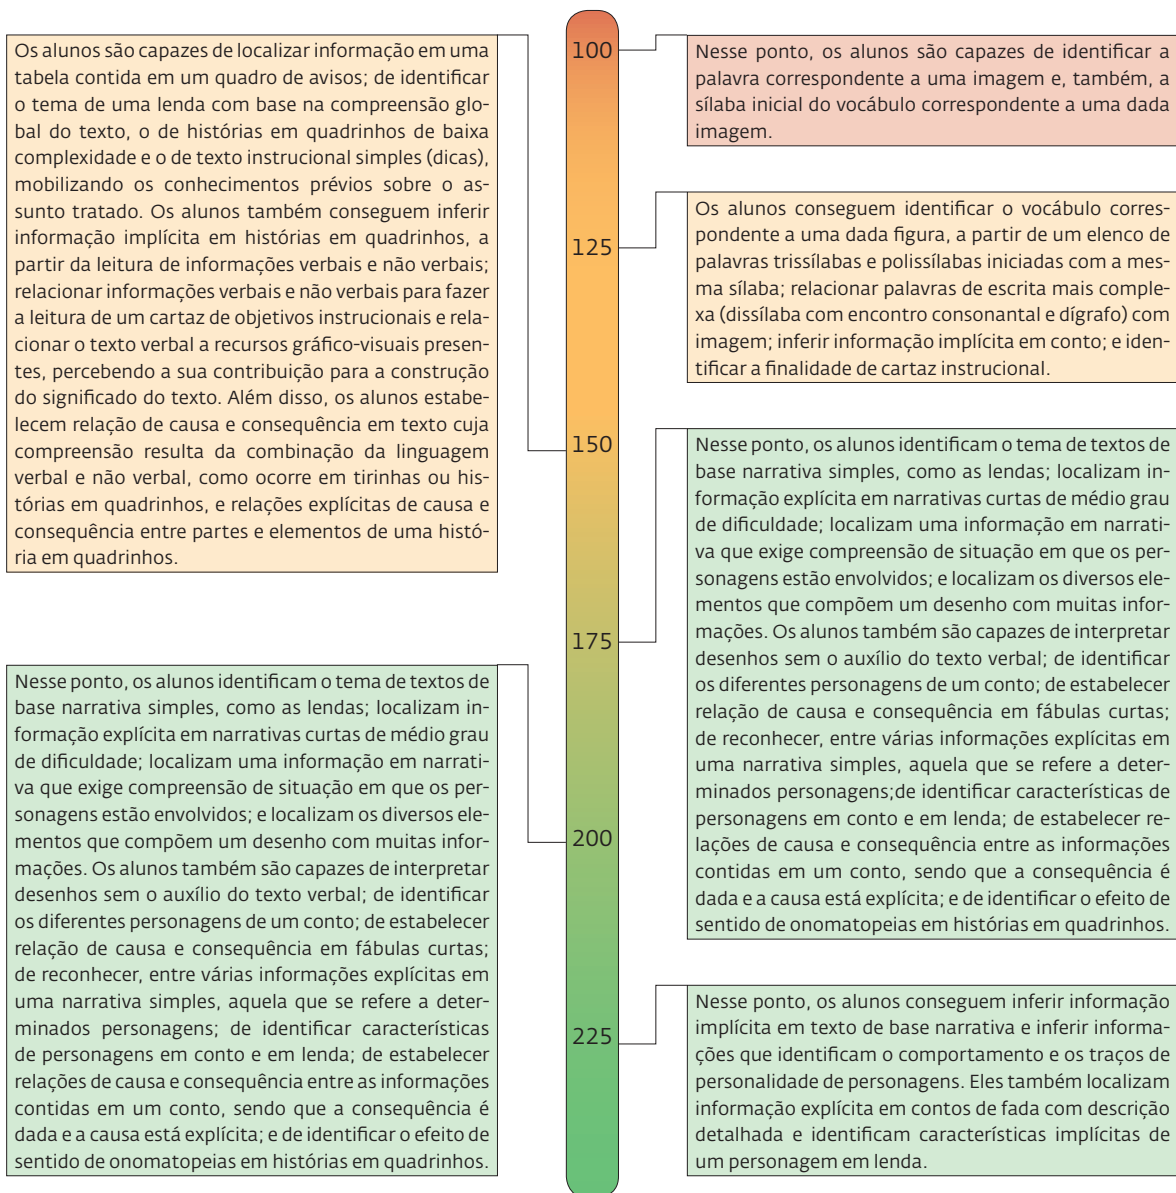 100
Nesse ponto, os alunos são capazes de identificar a
palavra correspondente a uma imagem e, também, a
sílaba inicial do vocábulo correspondente a uma dada
imagem.
125
Os alunos conseguem identificar o vocábulo corres-
pondente a uma dada figura, a partir de um elenco de
palavras trissílabas e polissílabas iniciadas com a mes-
ma sílaba; relacionar palavras de escrita mais comple-
xa (dissílaba com encontro consonantal e dígrafo) com
imagem; inferir informação implícita em conto; e iden-
tificar a finalidade de cartaz instrucional.
150
Os alunos são capazes de localizar informação em uma
tabela contida em um quadro de avisos; de identificar
o tema de uma lenda com base na compreensão glo-
bal do texto, o de histórias em quadrinhos de baixa
complexidade e o de texto instrucional simples (dicas),
mobilizando os conhecimentos prévios sobre o as-
sunto tratado. Os alunos também conseguem inferir
informação implícita em histórias em quadrinhos, a
partir da leitura de informações verbais e não verbais;
relacionar informações verbais e não verbais para fazer
a leitura de um cartaz de objetivos instrucionais e rela-
cionar o texto verbal a recursos gráfico-visuais presen-
tes, percebendo a sua contribuição para a construção
do significado do texto. Além disso, os alunos estabe-
lecem relação de causa e consequência em texto cuja
compreensão resulta da combinação da linguagem
verbal e não verbal, como ocorre em tirinhas ou his-
tórias em quadrinhos, e relações explícitas de causa e
consequência entre partes e elementos de uma histó-
ria em quadrinhos.
175
Nesse ponto, os alunos identificam o tema de textos de
base narrativa simples, como as lendas; localizam in-
formação explícita em narrativas curtas de médio grau
de dificuldade; localizam uma informação em narrati-
va que exige compreensão de situação em que os per-
sonagens estão envolvidos; e localizam os diversos ele-
mentos que compõem um desenho com muitas infor-
mações. Os alunos também são capazes de interpretar
desenhos sem o auxílio do texto verbal; de identificar
os diferentes personagens de um conto; de estabelecer
relação de causa e consequência em fábulas curtas;
de reconhecer, entre várias informações explícitas em
uma narrativa simples, aquela que se refere a deter-
minados personagens;de identificar características de
personagens em conto e em lenda; de estabelecer re-
lações de causa e consequência entre as informações
contidas em um conto, sendo que a consequência é
dada e a causa está explícita; e de identificar o efeito de
sentido de onomatopeias em histórias em quadrinhos.
200
Nesse ponto, os alunos identificam o tema de textos de
base narrativa simples, como as lendas; localizam in-
formação explícita em narrativas curtas de médio grau
de dificuldade; localizam uma informação em narrati-
va que exige compreensão de situação em que os per-
sonagens estão envolvidos; e localizam os diversos ele-
mentos que compõem um desenho com muitas infor-
mações. Os alunos também são capazes de interpretar
desenhos sem o auxílio do texto verbal; de identificar
os diferentes personagens de um conto; de estabelecer
relação de causa e consequência em fábulas curtas;
de reconhecer, entre várias informações explícitas em
uma narrativa simples, aquela que se refere a deter-
minados personagens; de identificar características
de personagens em conto e em lenda; de estabelecer
relações de causa e consequência entre as informações
contidas em um conto, sendo que a consequência é
dada e a causa está explícita; e de identificar o efeito de
sentido de onomatopeias em histórias em quadrinhos.
225
Nesse ponto, os alunos conseguem inferir informação
implícita em texto de base narrativa e inferir informa-
ções que identificam o comportamento e os traços de
personalidade de personagens. Eles também localizam
informação explícita em contos de fada com descrição
detalhada e identificam características implícitas de
um personagem em lenda.